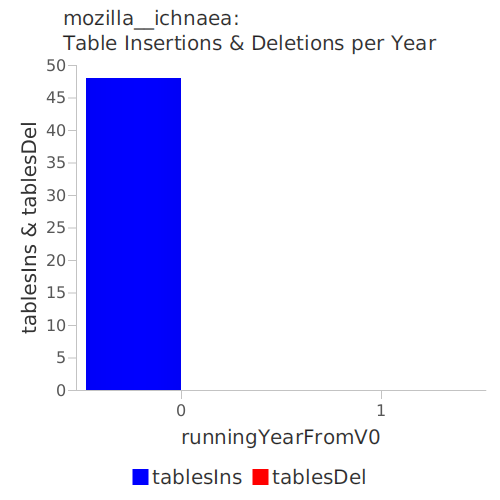 mozilla__ichnaea:
Table Insertions & Deletions per Year
tablesIns & tablesDel
50
45
40
35
30
25
20
15
10
5
0
0 1
runningYearFromV0
tablesIns tablesDel